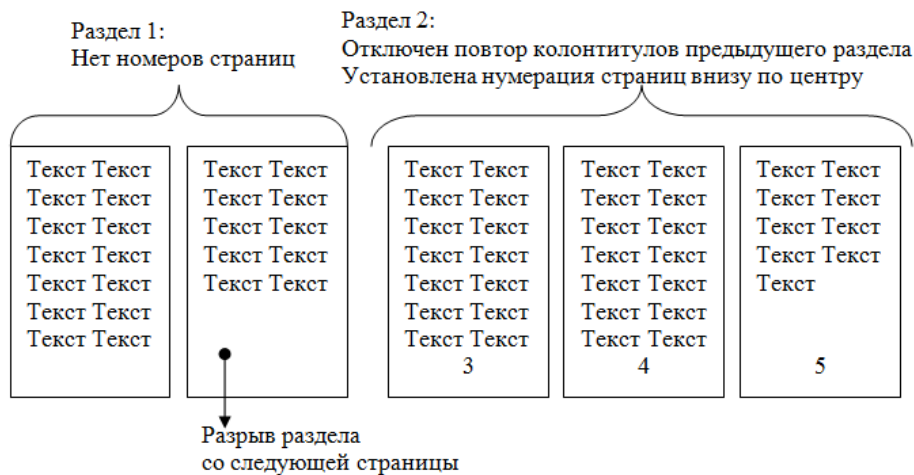 Раздел 1:
Нет номеров страниц
Раздел 2:
Отключен повтор колонтитулов предыдущего раздела
Установлена нумерация страниц внизу по центру
Текст Текст
Текст Текст
Текст Текст
Текст Текст
Текст Текст
Текст Текст
Текст Текст
Текст Текст
Текст Текст
Текст Текст
Текст Текст
Текст Текст
Разрыв раздела
со следующей страницы
Текст Текст
Текст Текст
Текст Текст
Текст Текст
Текст Текст
Текст Текст
Текст Текст
3
Текст Текст
Текст Текст
Текст Текст
Текст Текст
Текст Текст
Текст Текст
Текст Текст
4
Текст Текст
Текст Текст
Текст Текст
Текст Текст
Текст
5